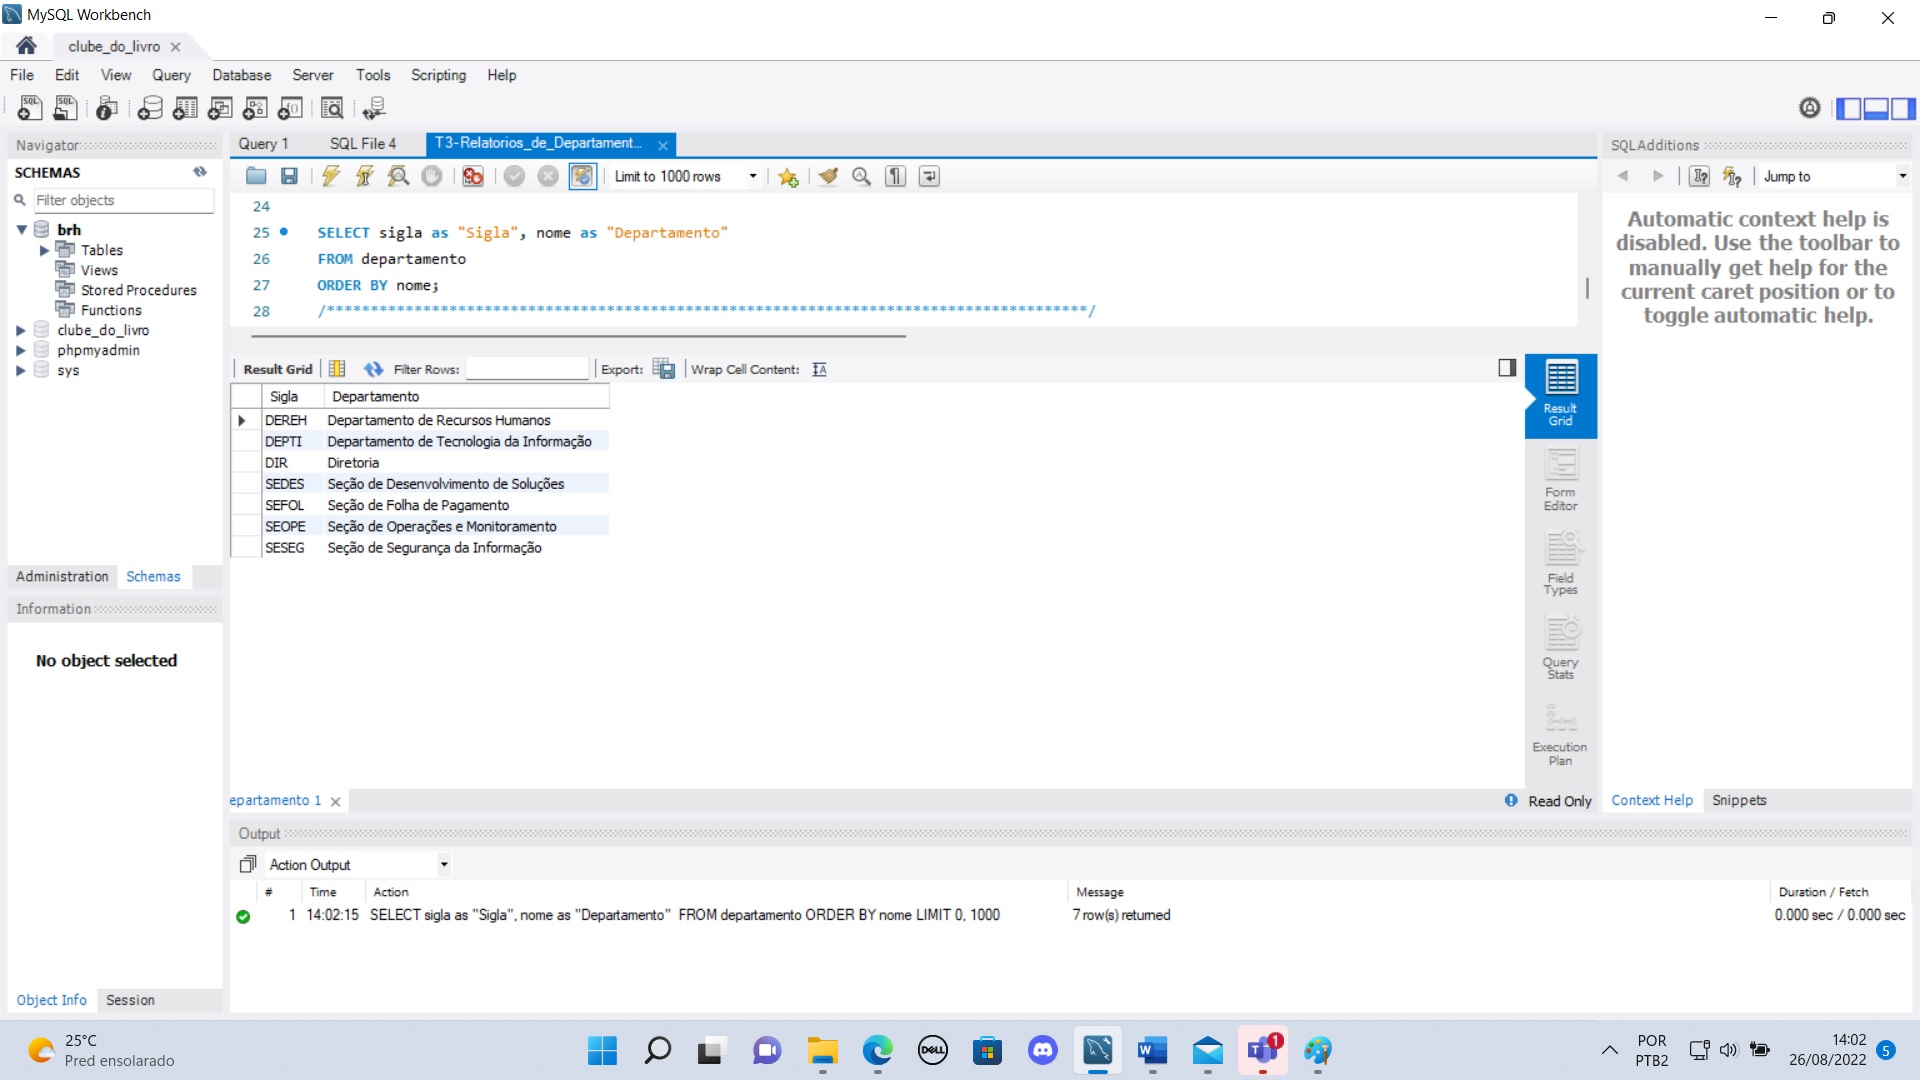 MySQL Workbench
clube_do_livro
File Edit View Query Database Server Tools Scripting Help
Navigator
SCHEMAS
Filter objects
brh
Tables
Views
Stored Procedures
Functions
clube_do_livro
phpmyadmin
sys
Administration Schemas
Information
No object selected
Object Info Session
Query 1 SQL File 4 T3-Relatorios_de_Departament...
Limit to 1000 rows
24
25 SELECT sigla as "Sigla", nome as "Departamento"
26 FROM departamento
27 ORDER BY nome;
28 /***************************************************************************************/
Result Grid Filter Rows: Export: Wrap Cell Content:
Sigla Departamento
DEREH Departamento de Recursos Humanos
DEPTI Departamento de Tecnologia da Informação
DIR Diretoria
SEDES Seção de Desenvolvimento de Soluções
SEFOL Seção de Folha de Pagamento
SEOPE Seção de Operações e Monitoramento
SESEG Seção de Segurança da Informação
Result
Grid
Form
Editor
Field
Types
Query
Stats
Execution
Plan
epartamento 1
Read Only
SQLAdditions
Jump to
Automatic context help is
disabled. Use the toolbar to
manually get help for the
current caret position or to
toggle automatic help.
Context Help Snippets
Output
Action Output
# Time Action Message Duration / Fetch
1 14:02:15 SELECT sigla as "Sigla", nome as "Departamento" FROM departamento ORDER BY nome LIMIT 0, 1000 7 row(s) returned 0.000 sec / 0.000 sec
25°C
Pred ensolarado
DELL
W
T
1
POR
PTB2
14:02
26/08/2022
5